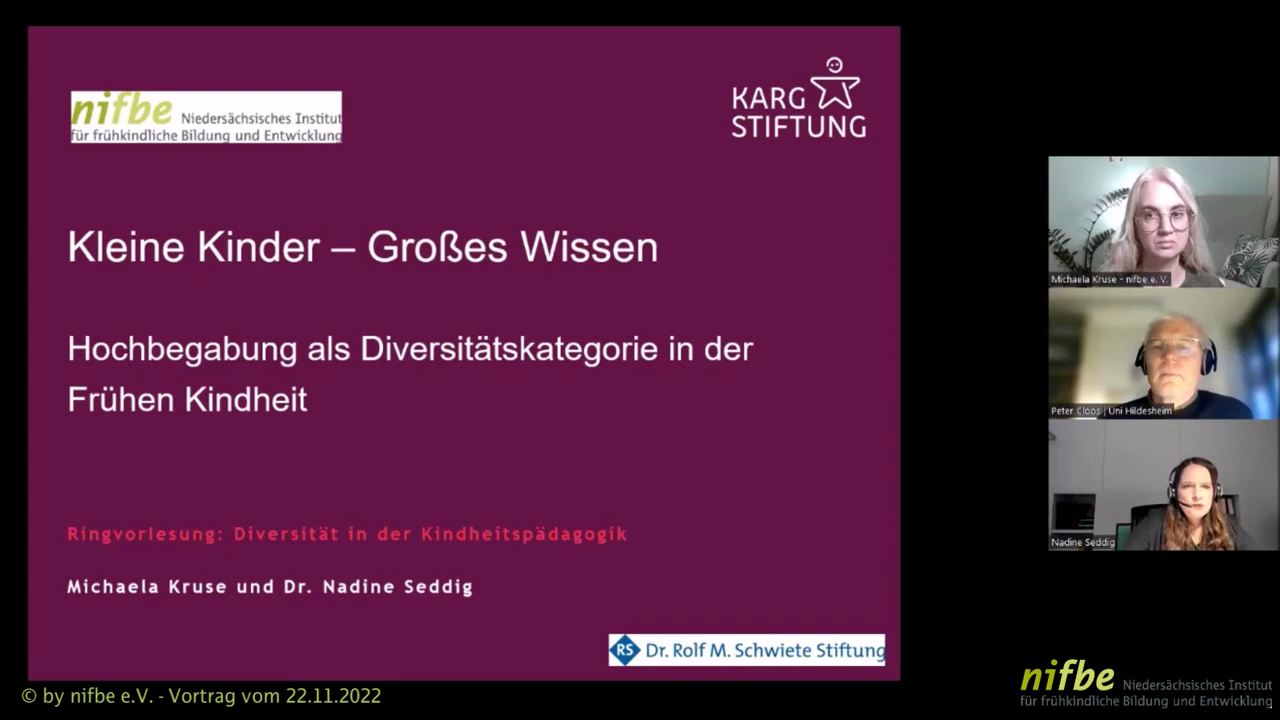 nifbe Niedersächsisches Institut
für frühkindliche Bildung und Entwicklung
KARG
STIFTUNG
Kleine Kinder – Großes Wissen
Hochbegabung als Diversitätskategorie in der
Frühen Kindheit
Ringvorlesung: Diversität in der Kindheitspädagogik
Michaela Kruse und Dr. Nadine Seddig
RS Dr. Rolf M. Schwiete Stiftung
© by nifbe e.V. - Vortrag vom 22.11.2022
Michaela Kruse – nifbe e. V.
Peter Cloos | Uni Hildesheim
Nadine Seddig
nifbe Niedersächsisches Institut
für frühkindliche Bildung und Entwicklung